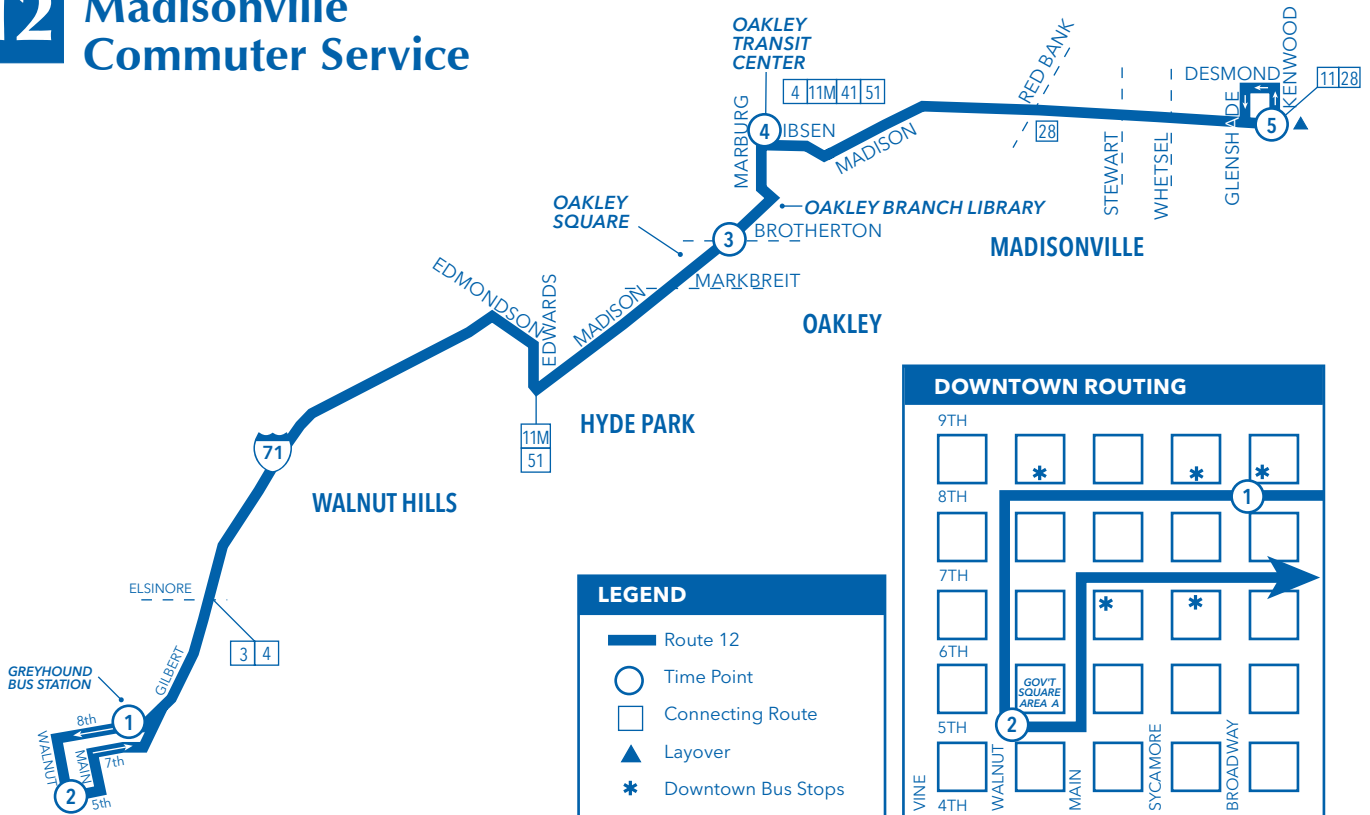 12
Madisonville
Commuter Service
OAKLEY
TRANSIT
CENTER
4 11M 41 51
MARBURG
4
IBSEN
MADISON
RED BANK
28
STEWART
WHETSEL
GLENSHADE
DESMOND
KENWOOD
11 28
5
OAKLEY
SQUARE
OAKLEY BRANCH LIBRARY
3
BROTHERTON
MADISONVILLE
MARKBREIT
MADISON
OAKLEY
EDMONDSON
EDWARDS
HYDE PARK
11M
51
71
WALNUT HILLS
ELSINORE
3 4
GILBERT
GREYHOUND
BUS STATION
1
8th
WALNUT
MAIN
7th
2
5th
LEGEND
Route 12
Time Point
Connecting Route
Layover
* Downtown Bus Stops
DOWNTOWN ROUTING
9TH
* * *
8TH
1
7TH
* *
6TH
GOV'T
SQUARE
AREA A
5TH
2
4TH
VINE
WALNUT
MAIN
SYCAMORE
BROADWAY